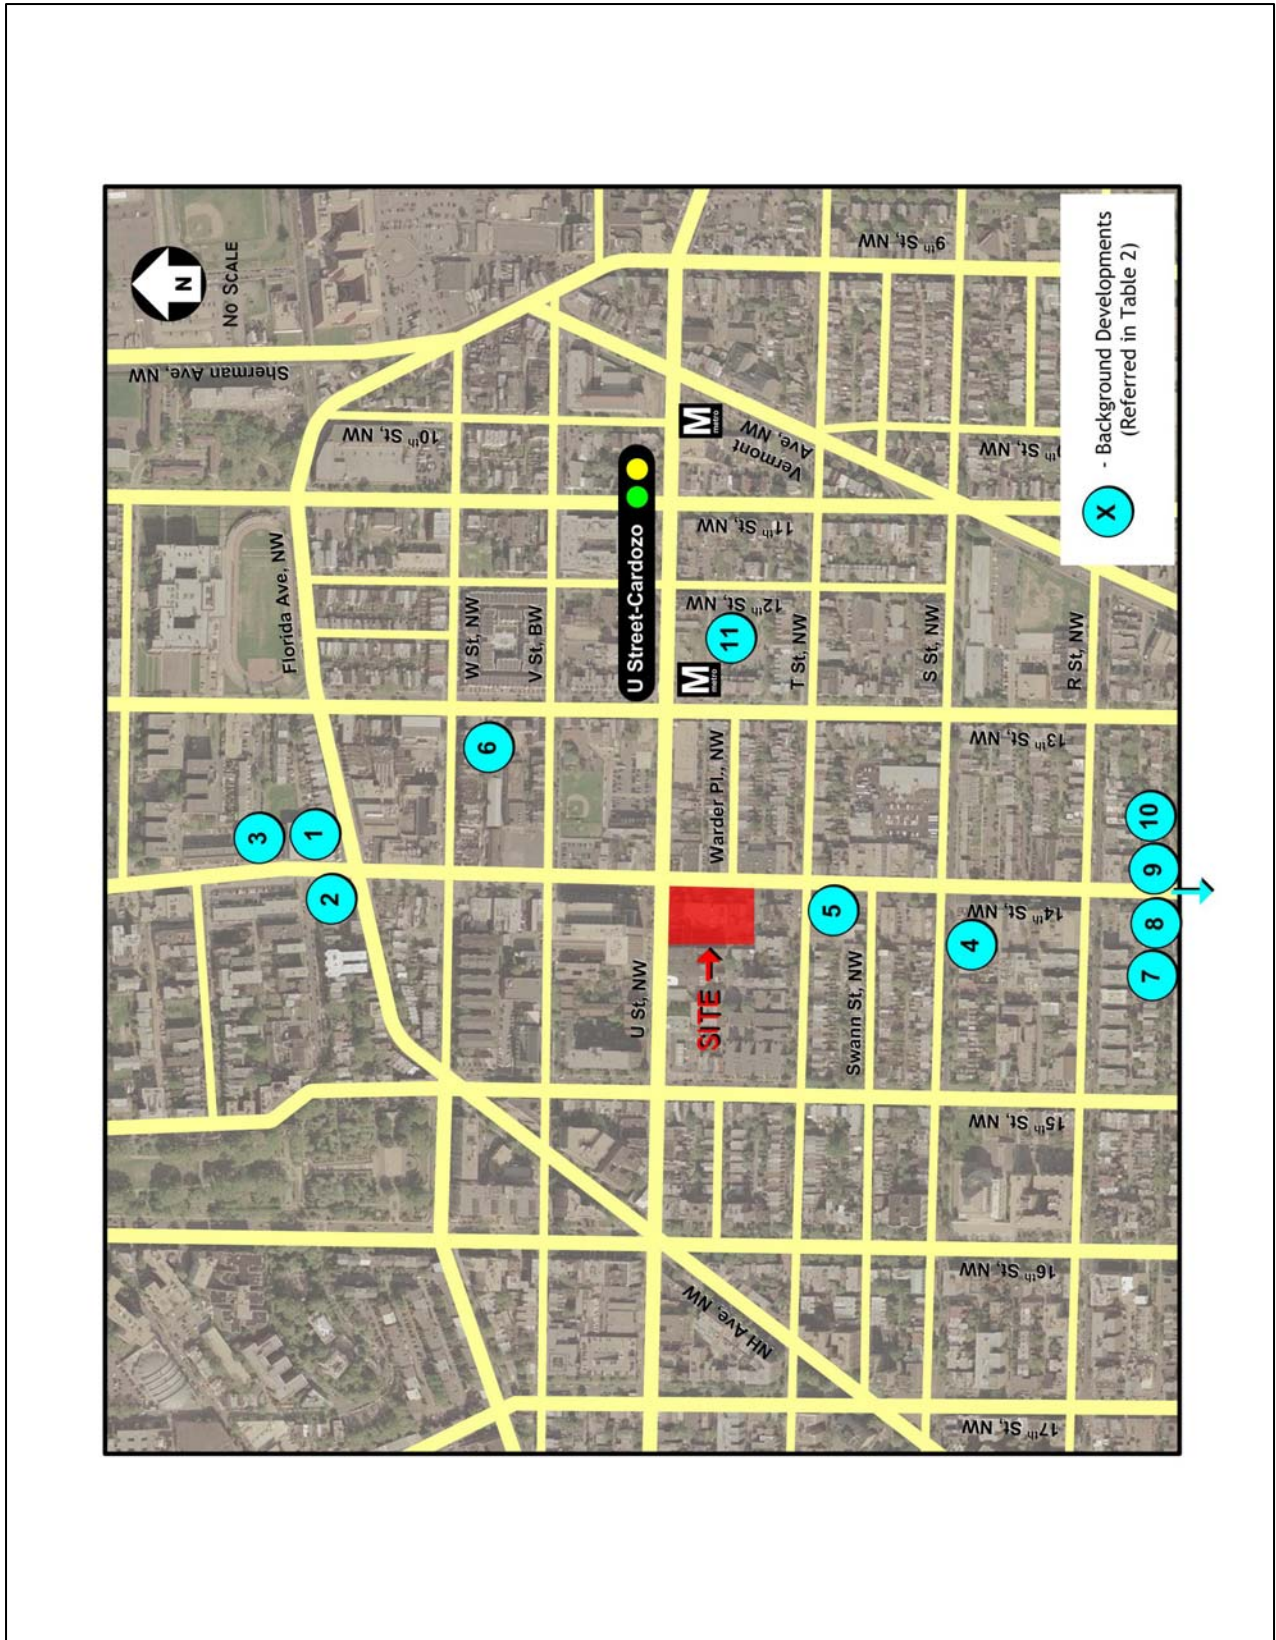 N
No Scale
Sherman Ave, NW
3
Florida Ave, NW
1
2
10th St, NW
W St, NW
6
V St, BW
U St, NW
U Street-Cardozo
M
metro
M
metro
SITE
11
12th St, NW
11th St, NW
Vermont
Ave, NW
Warder Pl., NW
NH Ave, NW
T St, NW
5
Swann St, NW
9th St, NW
S St, NW
4
17th St, NW
16th St, NW
15th St, NW
14th St, NW
13th St, NW
St, NW
R St, NW
X - Background Developments
(Referred in Table 2)
7 8 9 10